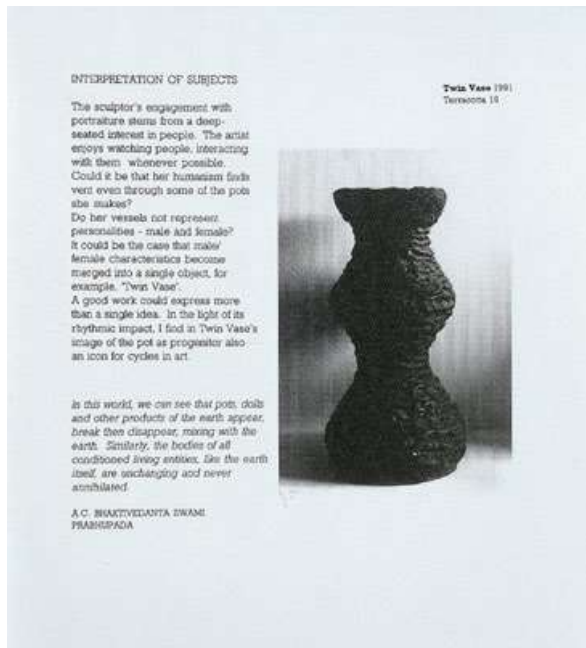 INTERPRETATION OF SUBJECTS
The sculptor's engagement with
portraiture stems from a deep-
seated interest in people. The artist
enjoys watching people, interacting
with them whenever possible.
Could it be that her humanism finds
vent even through some of the pots
she makes?
Do her vessels not represent
personalities - male and female?
It could be the case that male/
female characteristics become
merged into a single object, for
example, "Twin Vase".
A good work could express more
than a single idea. In the light of its
rhythmic impact, I find in Twin Vase's
image of the pot as progenitor also
an icon for cycles in art.
In this world, we can see that pots, dolls
and other products of the earth appear,
break then disappear, mixing with the
earth. Similarly, the bodies of all
conditioned living entities, like the earth
itself, are unchanging and never
annihilated.
A.C. BHAKTIVEDANTA SWAMI
PRABHUPADA
Twin Vase 1991
Terracotta